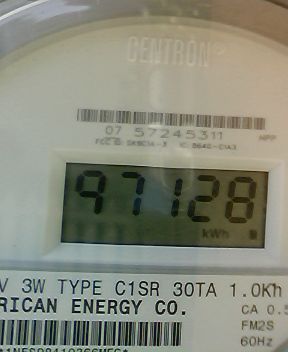 CENTRON®
07 57245311
97128
kWh
V 3W TYPE C1SR 30TA 1.0Kh
RICAN ENERGY CO.
CA 0.5
FM2S
60Hz